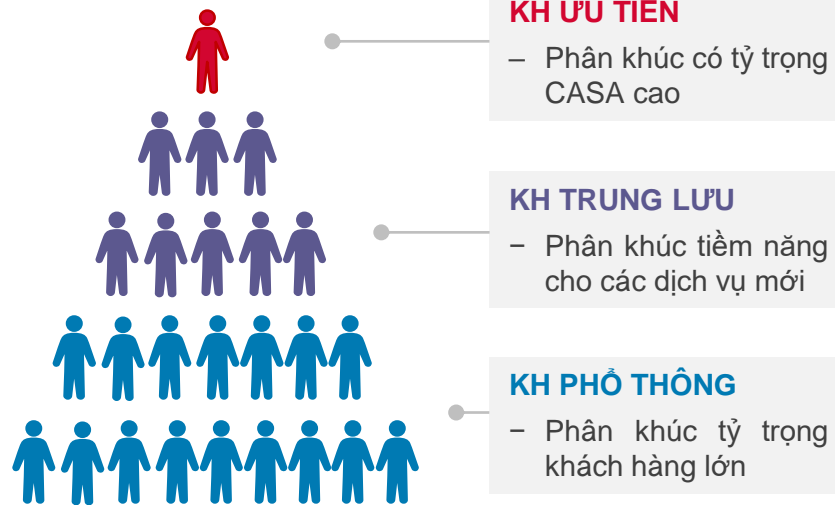 KH ƯU TIÊN
– Phân khúc có tỷ trọng
CASA cao
KH TRUNG LƯU
− Phân khúc tiềm năng
cho các dịch vụ mới
KH PHỔ THÔNG
− Phân khúc tỷ trọng
khách hàng lớn